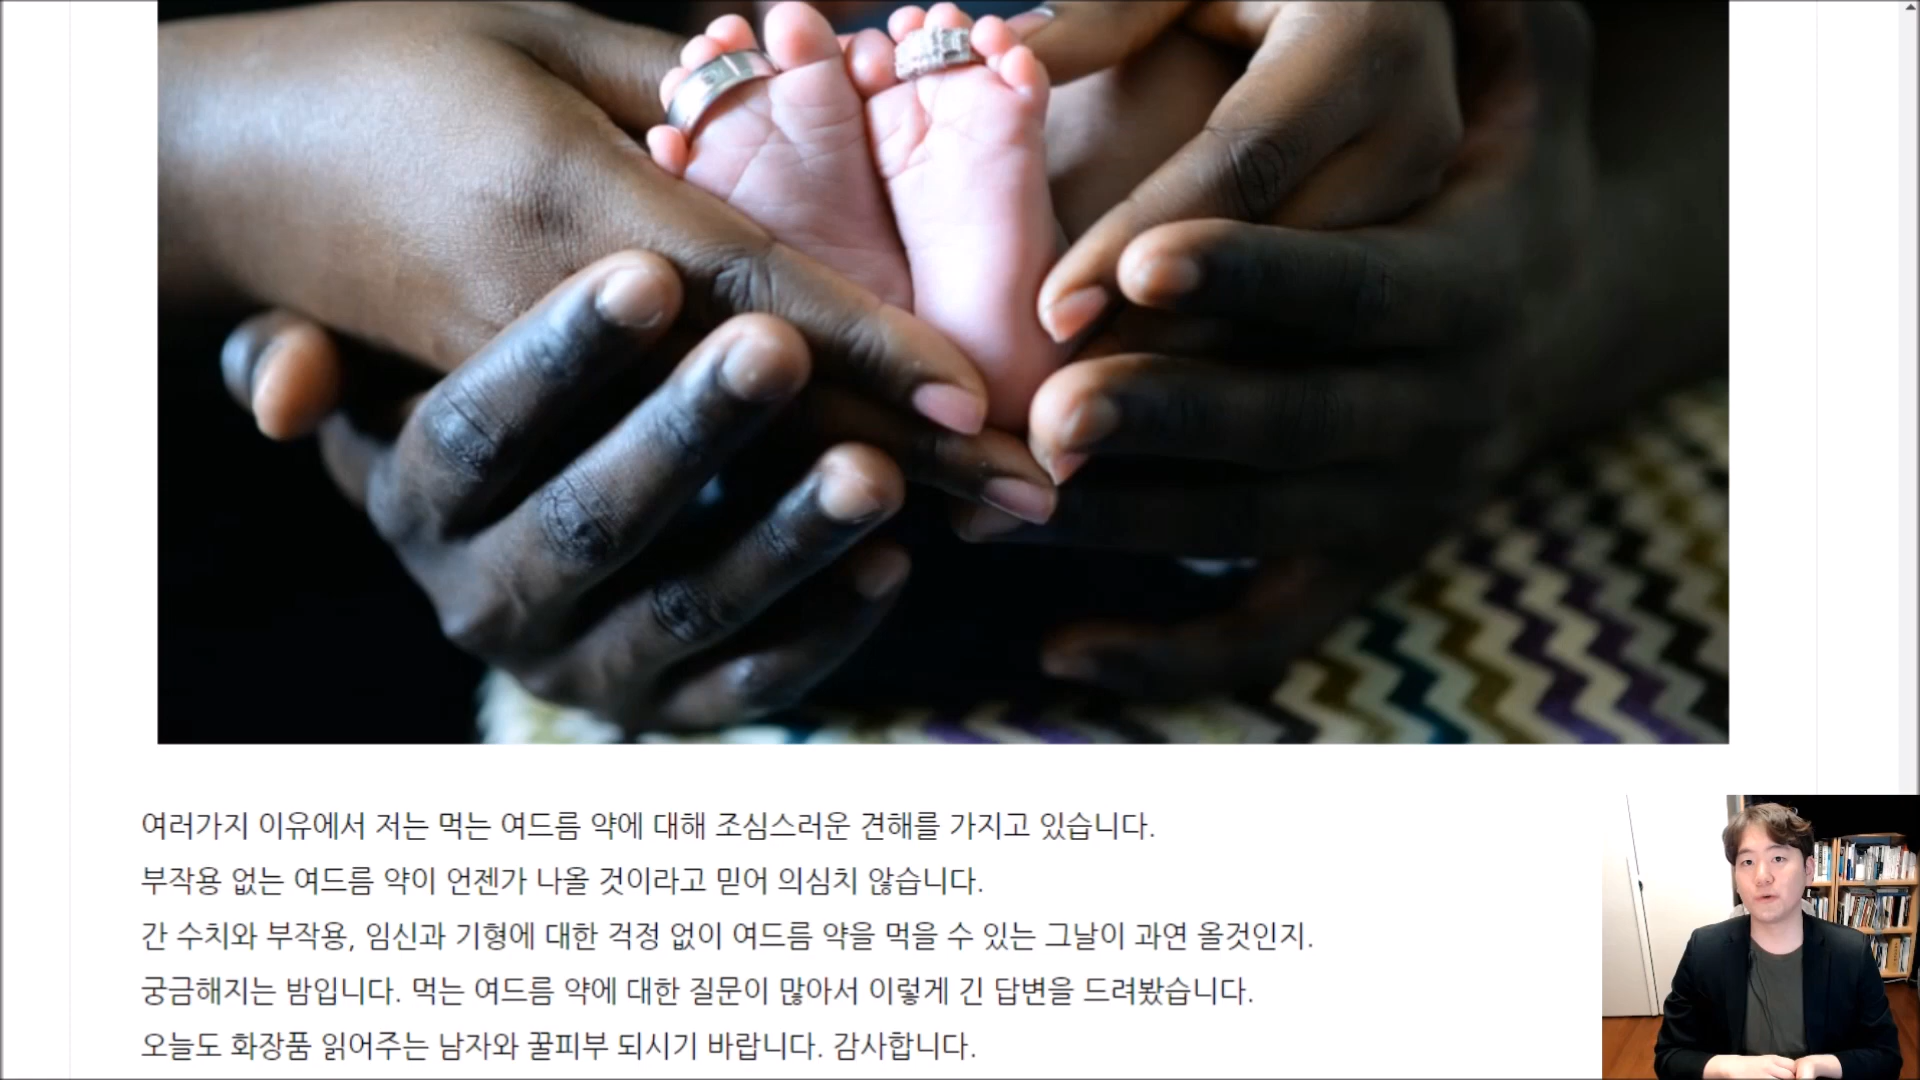 여러가지 이유에서 저는 먹는 여드름 약에 대해 조심스러운 견해를 가지고 있습니다.
부작용 없는 여드름 약이 언젠가 나올 것이라고 믿어 의심치 않습니다.
간 수치와 부작용, 임신과 기형에 대한 걱정 없이 여드름 약을 먹을 수 있는 그날이 과연 올것인지.
궁금해지는 밤입니다. 먹는 여드름 약에 대한 질문이 많아서 이렇게 긴 답변을 드려봤습니다.
오늘도 화장품 읽어주는 남자와 꿀피부 되시기 바랍니다. 감사합니다.